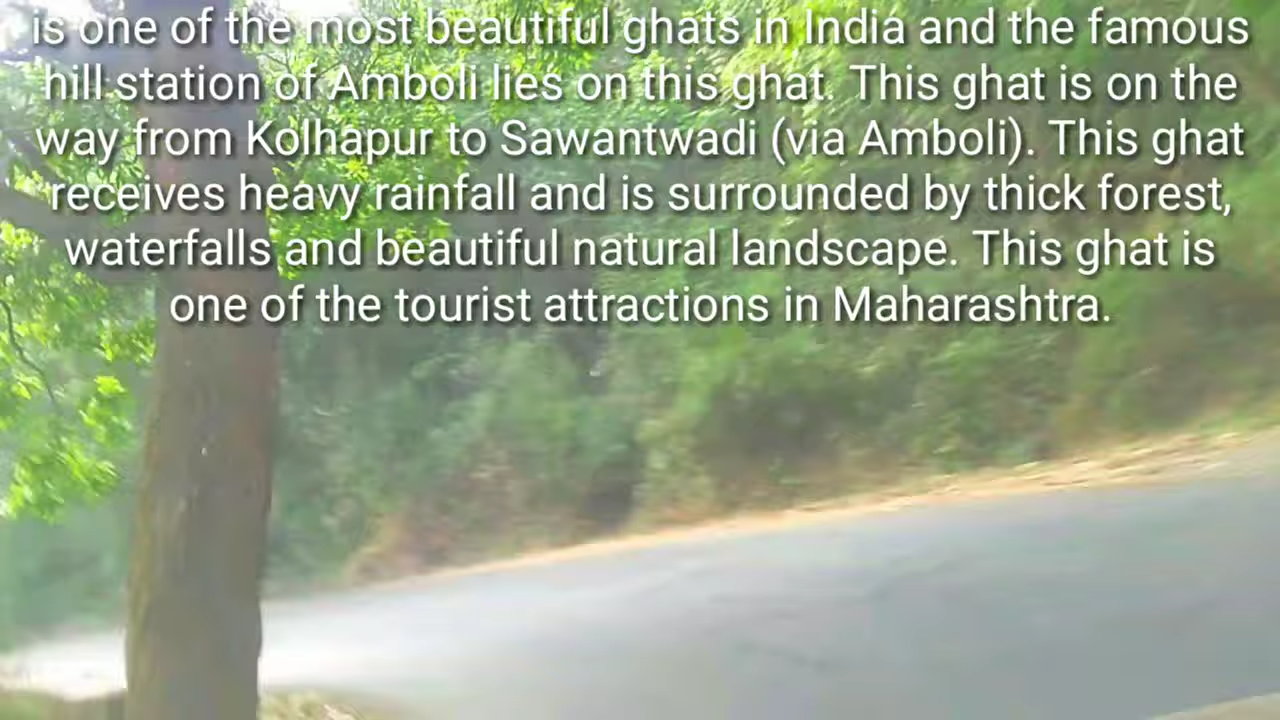 is one of the most beautiful ghats in India and the famous
hill station of Amboli lies on this ghat. This ghat is on the
way from Kolhapur to Sawantwadi (via Amboli). This ghat
receives heavy rainfall and is surrounded by thick forest,
waterfalls and beautiful natural landscape. This ghat is
one of the tourist attractions in Maharashtra.